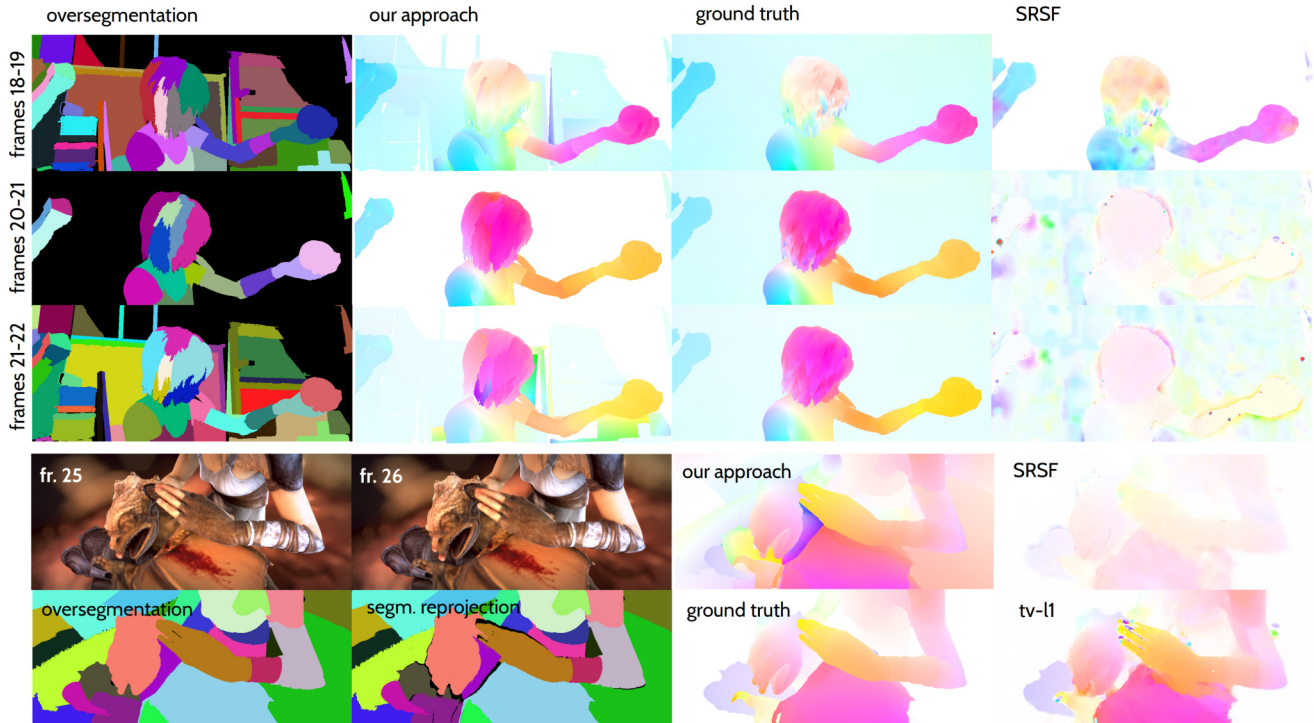 oversegmentation
our approach
ground truth
SRSF
frames 18-19
frames 20-21
frames 21-22
fr. 25
fr. 26
our approach
SRSF
oversegmentation
segm. reprojection
ground truth
tv-l1